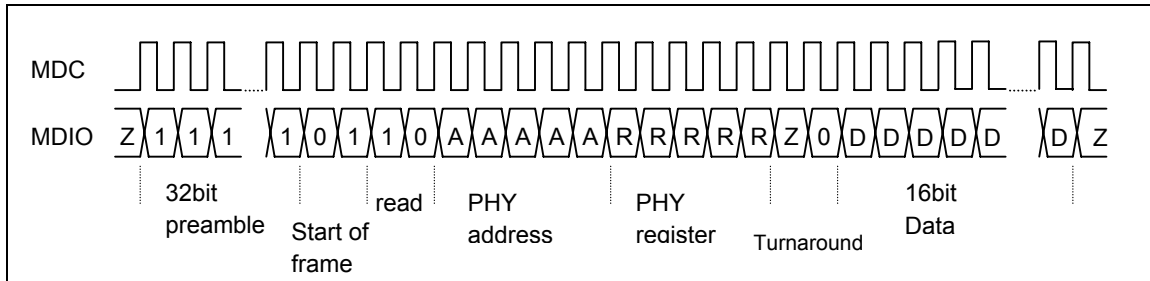 MDC
MDIO Z 1 1 1 1 0 1 1 0 A A A A A R R R R R Z 0 D D D D D D Z
32bit
preamble
Start of
frame
read
PHY
address
PHY
register
Turnaround
16bit
Data